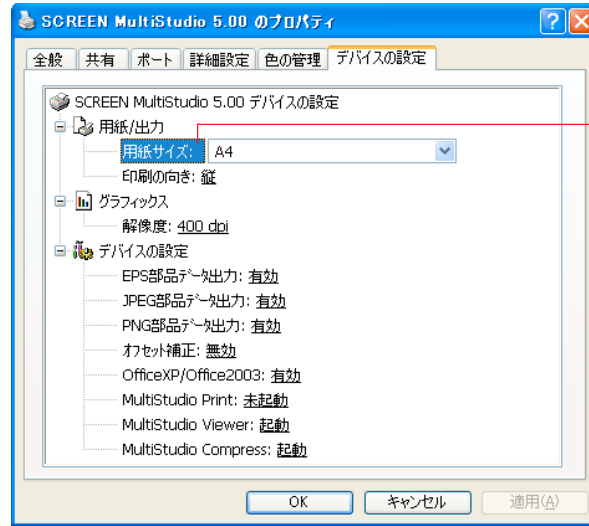 SCREEN MultiStudio 5.00 のプロパティ
全般 共有 ポート 詳細設定 色の管理 デバイスの設定
SCREEN MultiStudio 5.00 デバイスの設定
用紙/出力
用紙サイズ: A4
印刷の向き: 縦
グラフィックス
解像度: 400 dpi
デバイスの設定
EPS部品ﾃﾞｰﾀ出力: 有効
JPEG部品ﾃﾞｰﾀ出力: 有効
PNG部品ﾃﾞｰﾀ出力: 有効
ｵﾌｾｯﾄ補正: 無効
OfficeXP/Office2003: 有効
MultiStudio Print: 未起動
MultiStudio Viewer: 起動
MultiStudio Compress: 起動
OK キャンセル 適用(A)